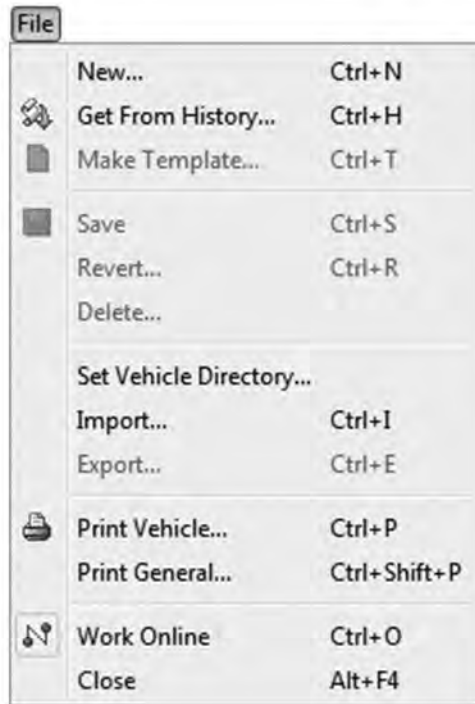 File
New... Ctrl+N
Get From History... Ctrl+H
Make Template... Ctrl+T
Save Ctrl+S
Revert... Ctrl+R
Delete...
Set Vehicle Directory...
Import... Ctrl+I
Export... Ctrl+E
Print Vehicle... Ctrl+P
Print General... Ctrl+Shift+P
Work Online Ctrl+O
Close Alt+F4